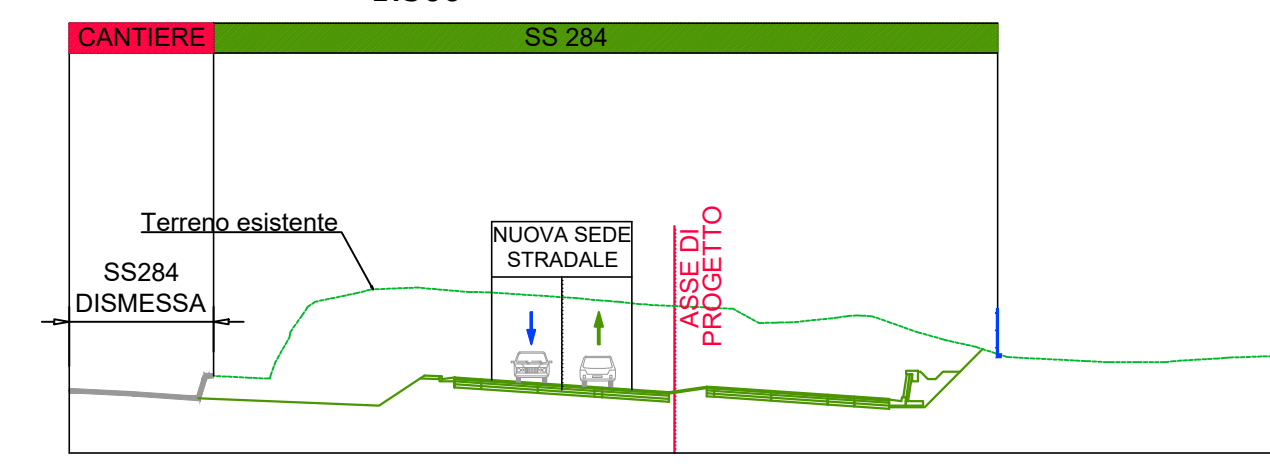 CANTIERE
SS 284
Terreno esistente
SS284
DISMESSA
NUOVA SEDE
STRADALE
ASSE DI
PROGETTO